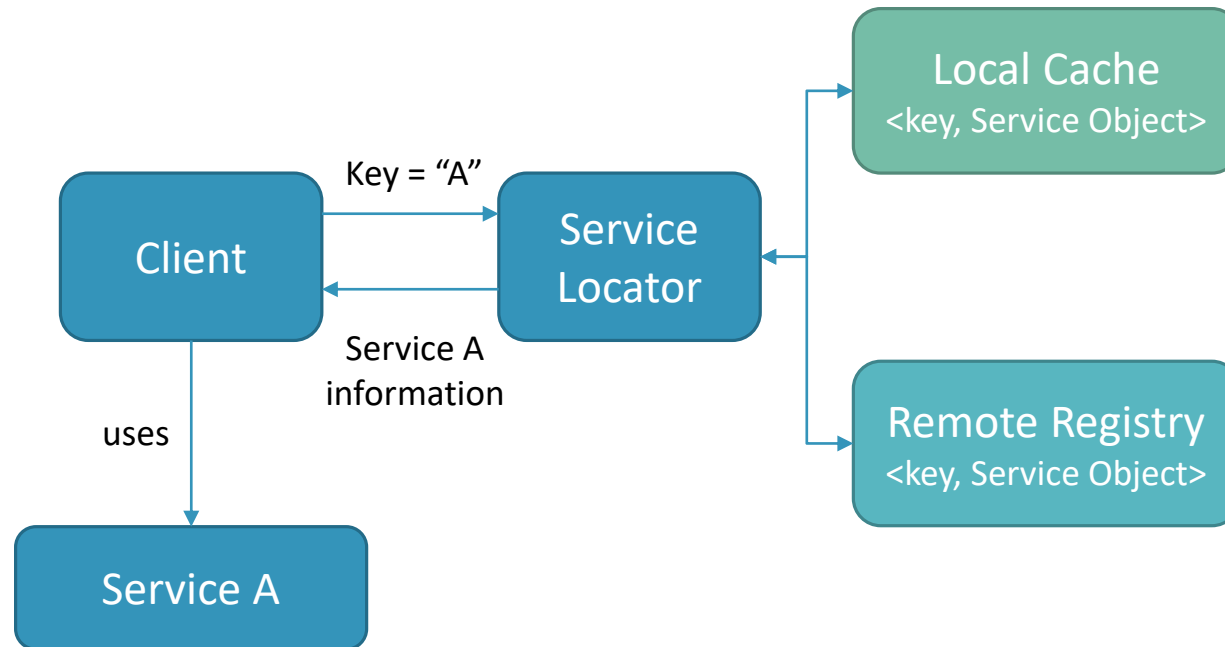 Local Cache
<key, Service Object>
Key = “A”
Client
Service
Locator
Service A
information
uses
Remote Registry
<key, Service Object>
Service A